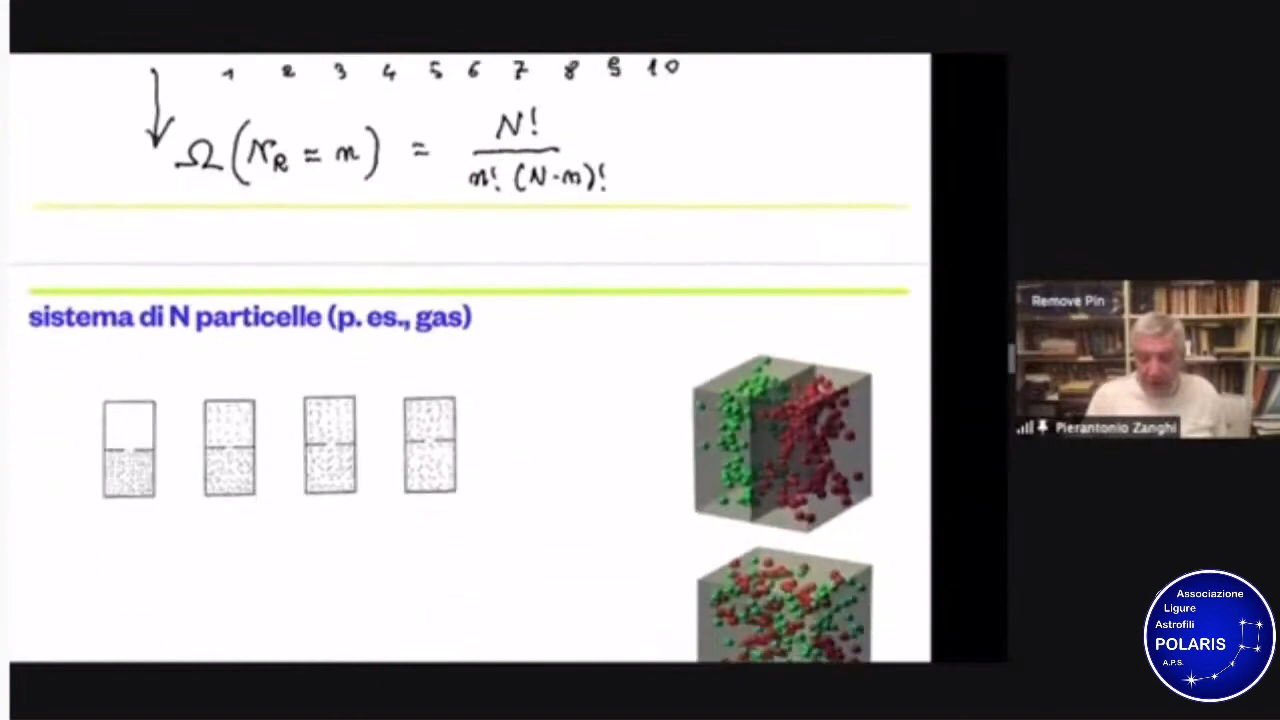 1 2 3 4 5 6 7 8 9 10
Ω(N_R = n) = N! / n! (N-n)!
sistema di N particelle (p. es., gas)
Remove Pin
Pierantonio Zanghi
Associazione
Ligure
Astrofili
POLARIS
A.P.S.